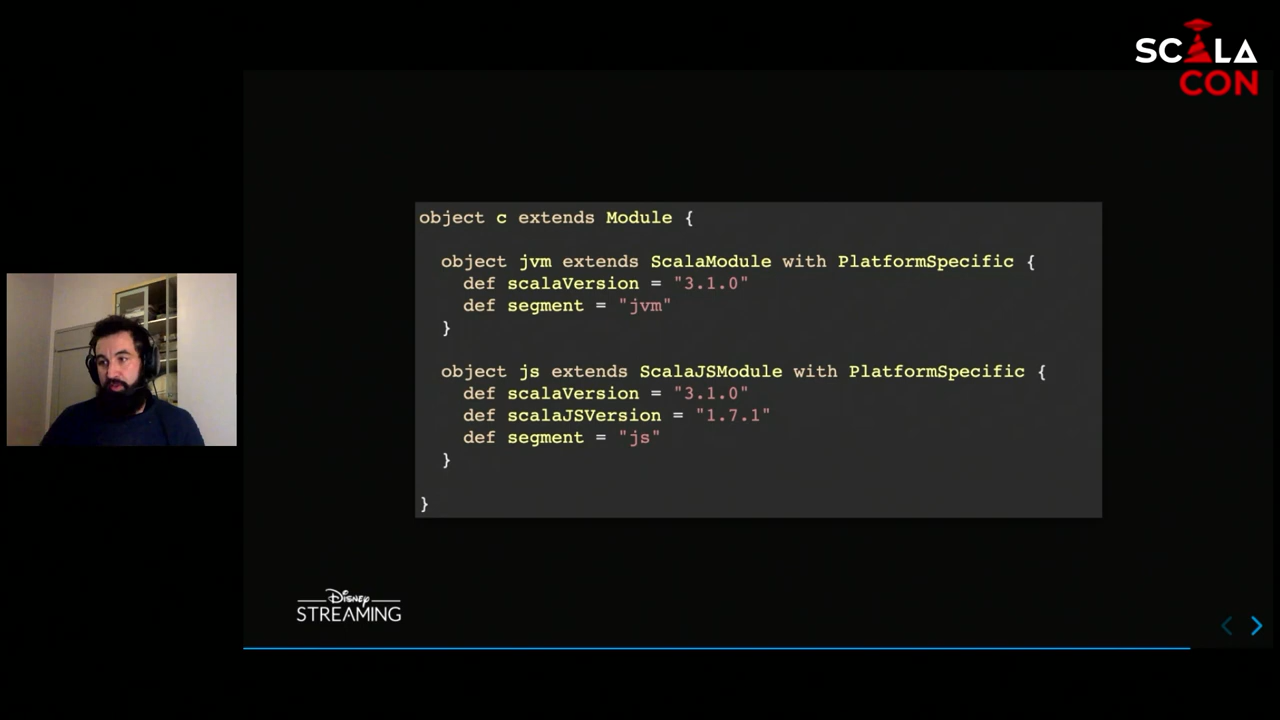 SCALA
CON
object c extends Module {
object jvm extends ScalaModule with PlatformSpecific {
def scalaVersion = "3.1.0"
def segment = "jvm"
}
object js extends ScalaJSModule with PlatformSpecific {
def scalaVersion = "3.1.0"
def scalaJSVersion = "1.7.1"
def segment = "js"
}
}
Disney
STREAMING